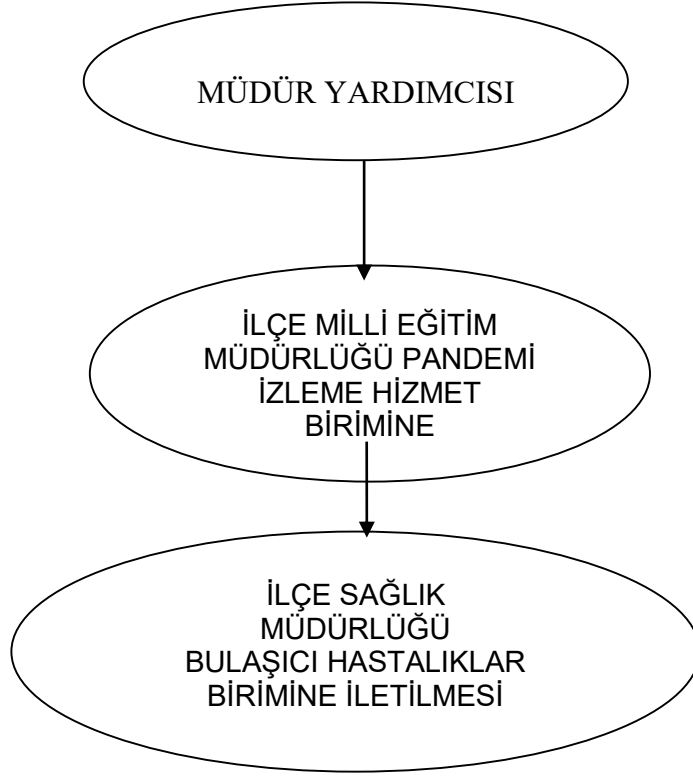 MÜDÜR YARDIMCISI
İLÇE MİLLİ EĞİTİM
MÜDÜRLÜĞÜ PANDEMİ
İZLEME HİZMET
BİRİMİNE
İLÇE SAĞLIK
MÜDÜRLÜĞÜ
BULAŞICI HASTALIKLAR
BİRİMİNE İLETİLMESİ